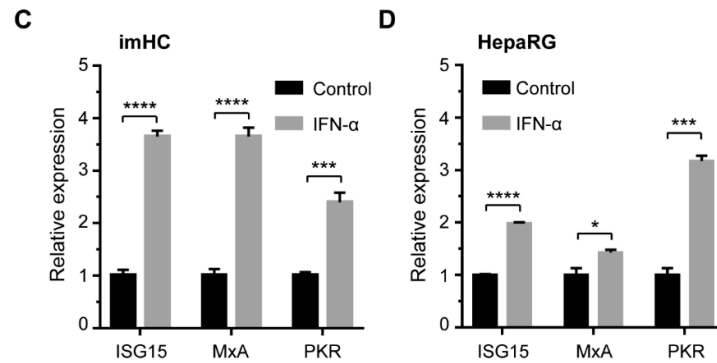 C
imHC
Relative expression
5
4
3
2
1
0
Control
IFN-α
****
****
***
ISG15 MxA PKR
D
HepaRG
Relative expression
5
4
3
2
1
0
Control
IFN-α
****
*
***
ISG15 MxA PKR